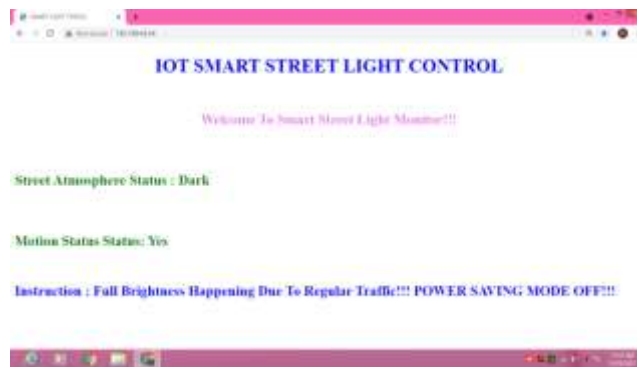 IOT SMART STREET LIGHT CONTROL
Welcome To Smart Street Light Monitor!!!
Street Atmosphere Status : Dark
Motion Status Status: Yes
Instruction : Full Brightness Happening Due To Regular Traffic!!! POWER SAVING MODE OFF!!!